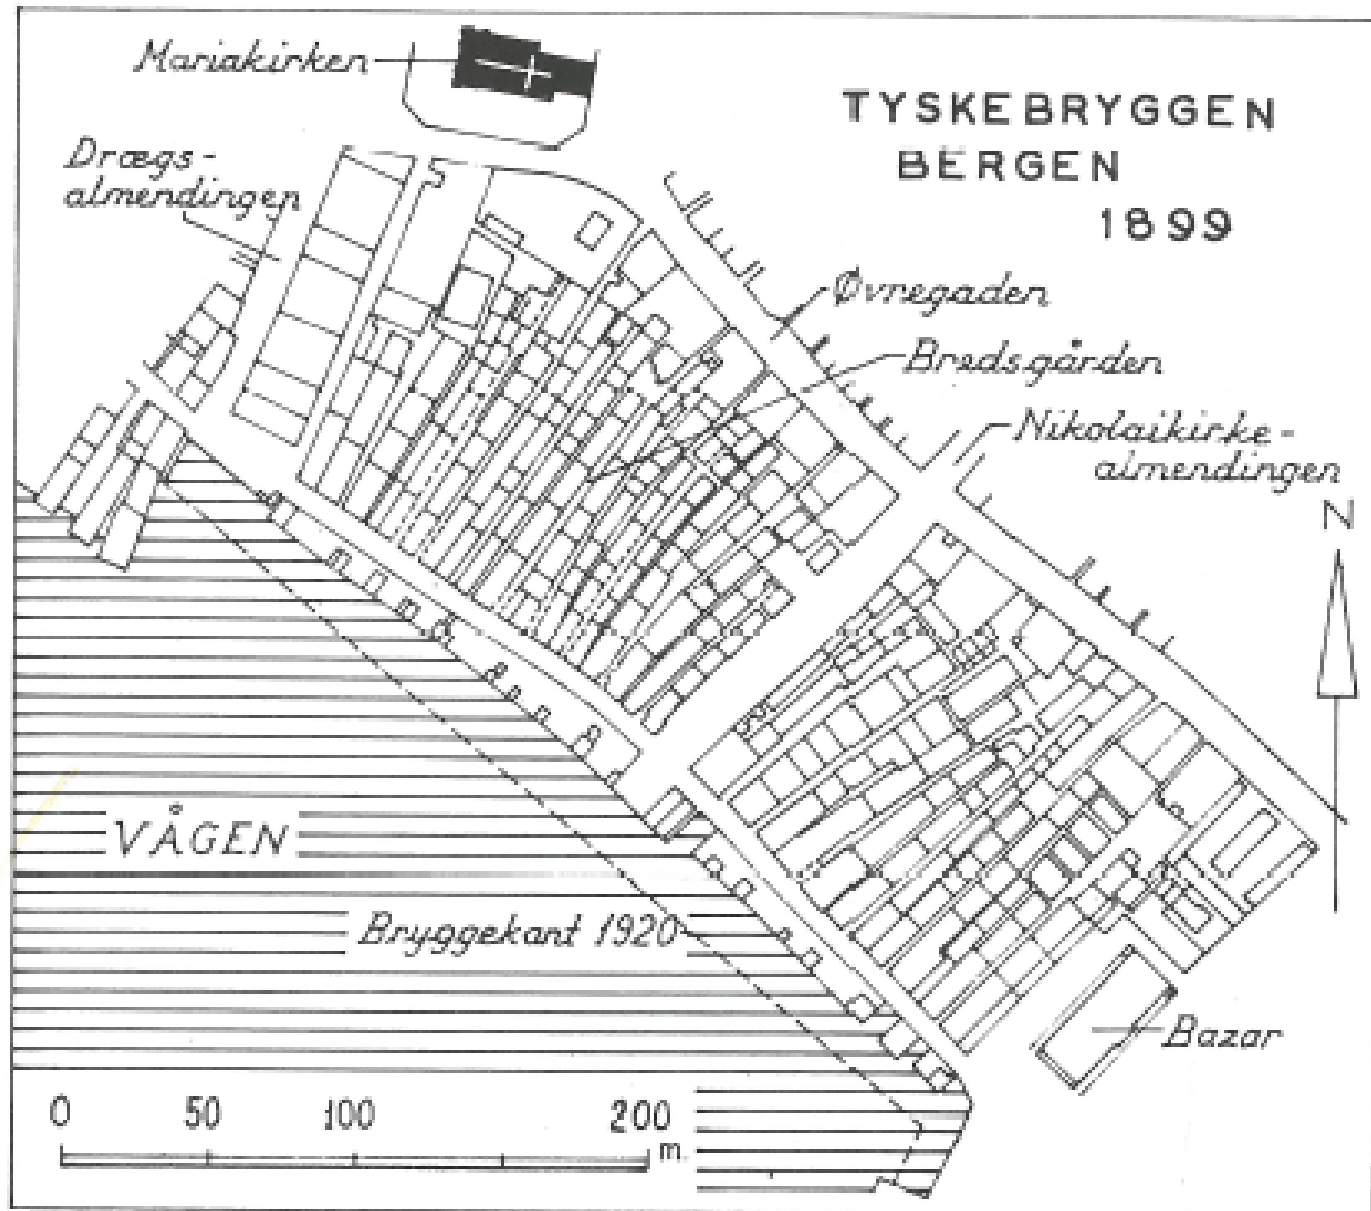 Mariakirken
TYSKEBRYGGEN
BERGEN
1899
Drægs-
almendingen
Øvregaden
Bredsgården
Nikolaikirke-
almendingen
N
VÅGEN
Bryggekant 1920
Bazar
0 50 100 200
m.